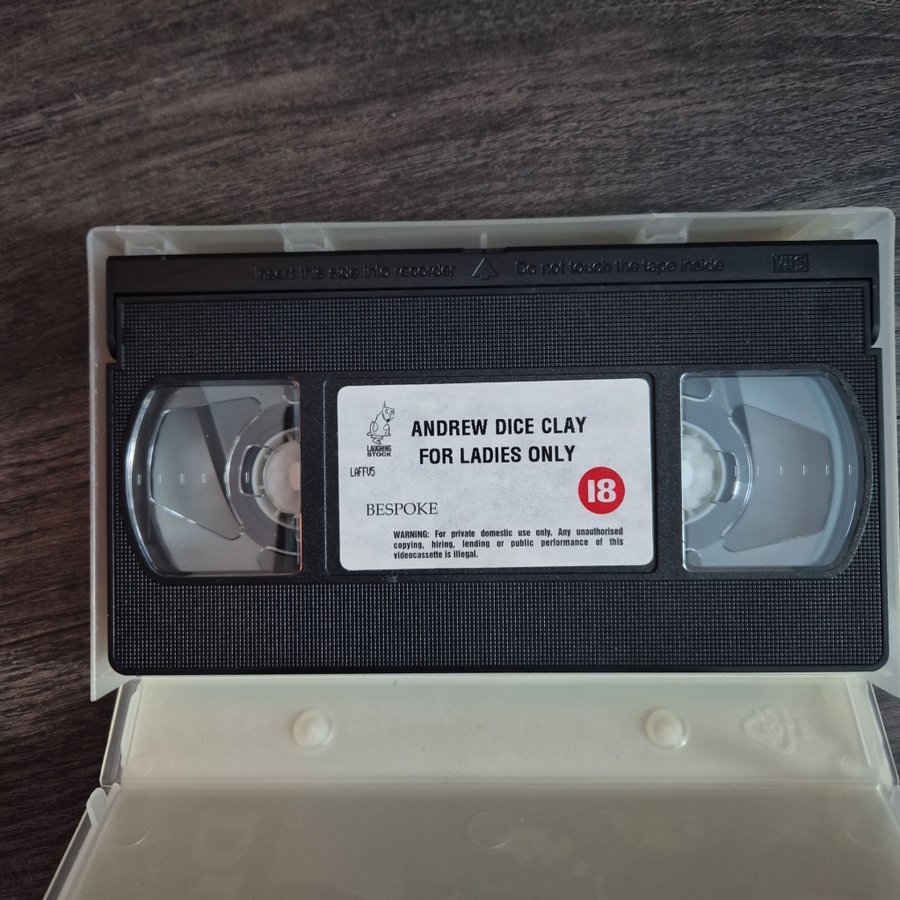 Insert this side into recorder Do not touch the tape inside VHS
ANDREW DICE CLAY
FOR LADIES ONLY
LAUGHING
STOCK
LAFFV5
18
BESPOKE
WARNING: For private domestic use only. Any unauthorised
copying, hiring, lending or public performance of this
videocassette is illegal.